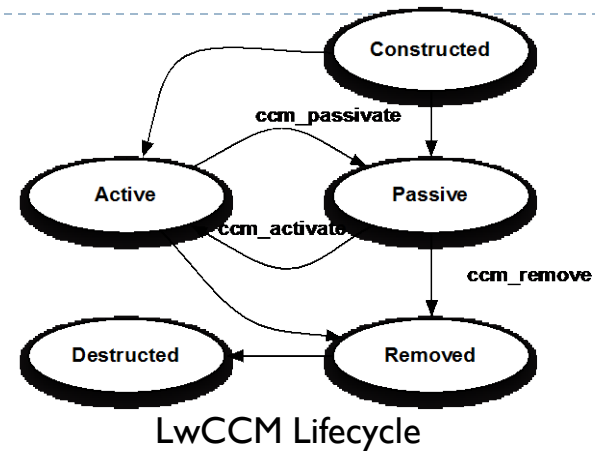 Constructed
ccm_passivate
Active
Passive
ccm_activate
ccm_remove
Destructed
Removed
LwCCM Lifecycle